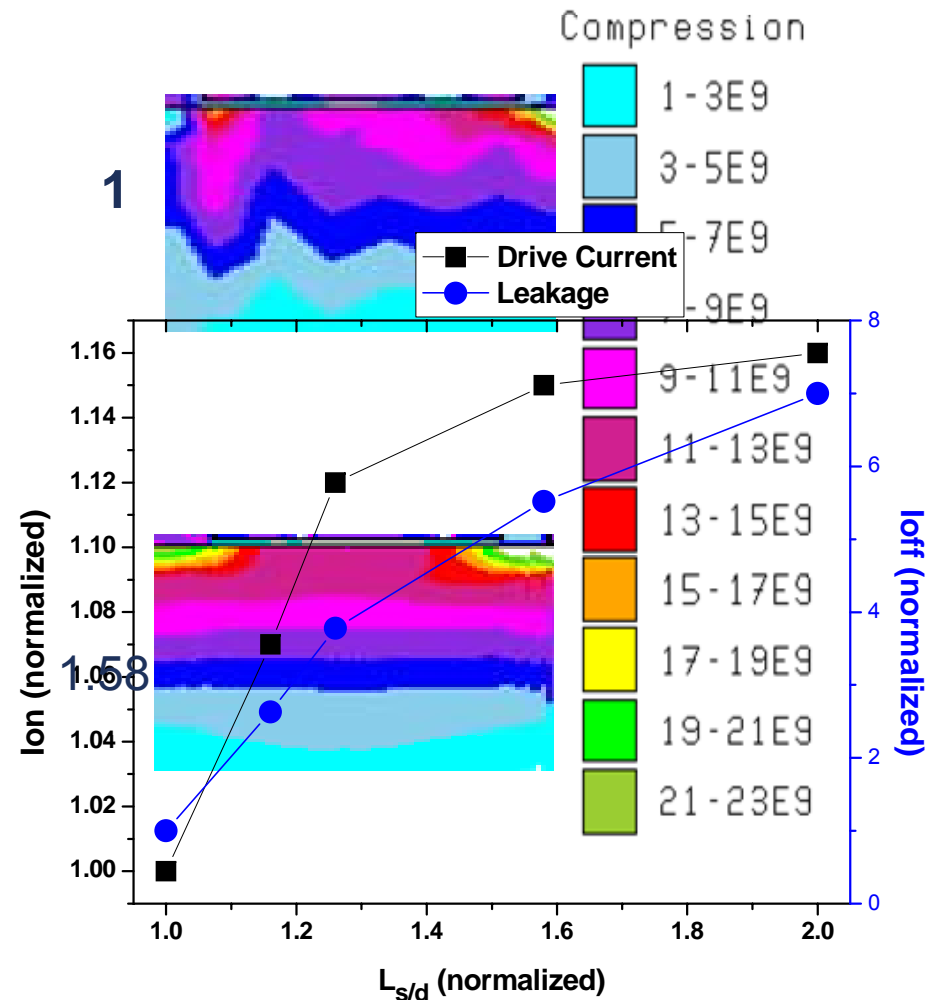 Compression
1-3E9
3-5E9
5-7E9
7-9E9
9-11E9
11-13E9
13-15E9
15-17E9
17-19E9
19-21E9
21-23E9
1
1.58
Drive Current
Leakage
Ion (normalized)
1.16
1.14
1.12
1.10
1.08
1.06
1.04
1.02
1.00
8
6
4
2
0
Ioff (normalized)
1.0 1.2 1.4 1.6 1.8 2.0
L_s/d (normalized)